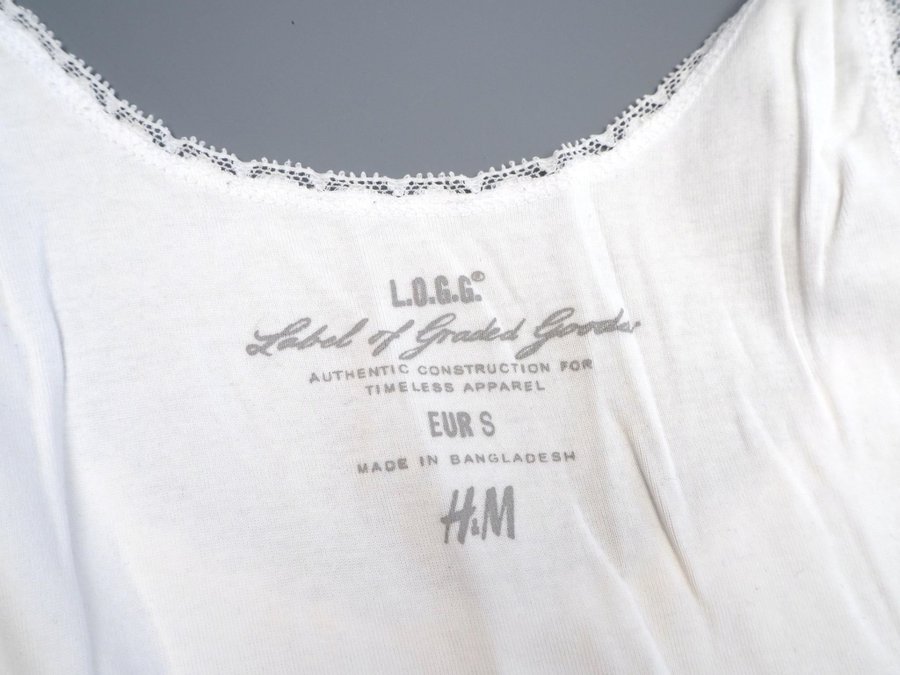 L.O.G.G.®
Label of Graded Goods
AUTHENTIC CONSTRUCTION FOR
TIMELESS APPAREL
EUR S
MADE IN BANGLADESH
H&M